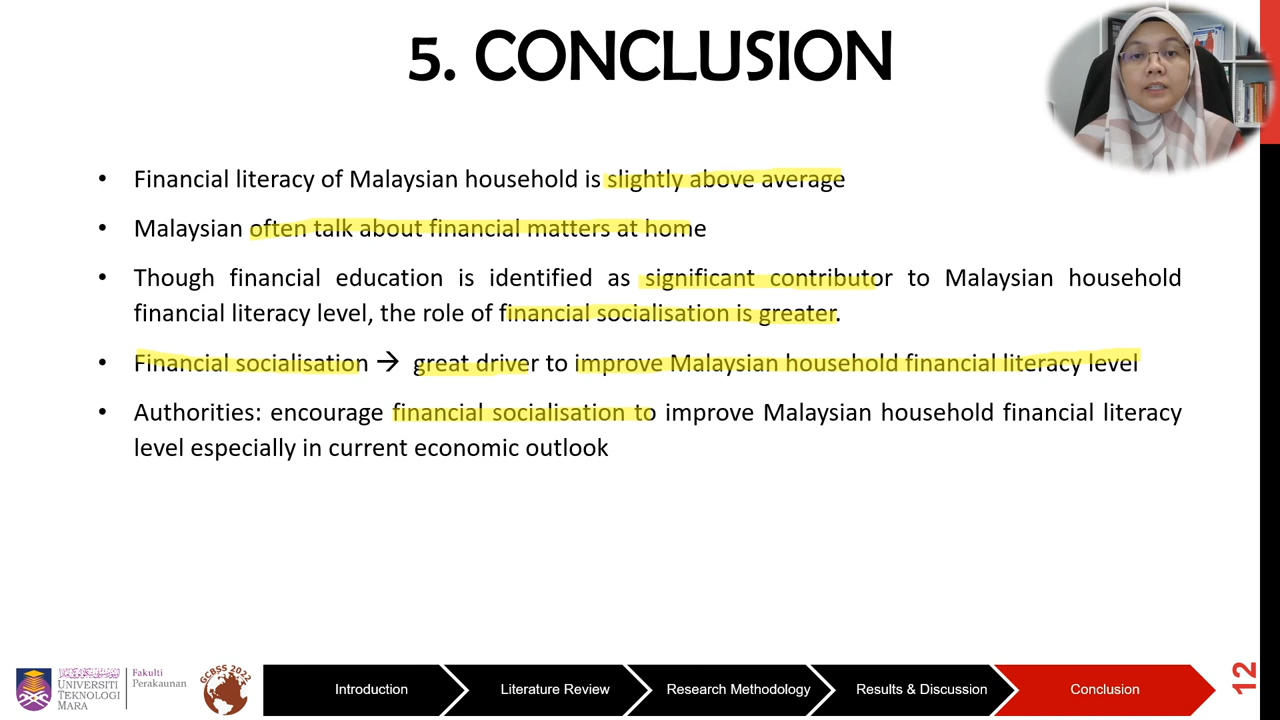 5. CONCLUSION
• Financial literacy of Malaysian household is slightly above average
• Malaysian often talk about financial matters at home
• Though financial education is identified as significant contributor to Malaysian household
financial literacy level, the role of financial socialisation is greater.
• Financial socialisation → great driver to improve Malaysian household financial literacy level
• Authorities: encourage financial socialisation to improve Malaysian household financial literacy
level especially in current economic outlook
UNIVERSITI
TEKNOLOGI
MARA
Fakulti
Perakaunan
GCBSS 2022
Introduction
Literature Review
Research Methodology
Results & Discussion
Conclusion
12